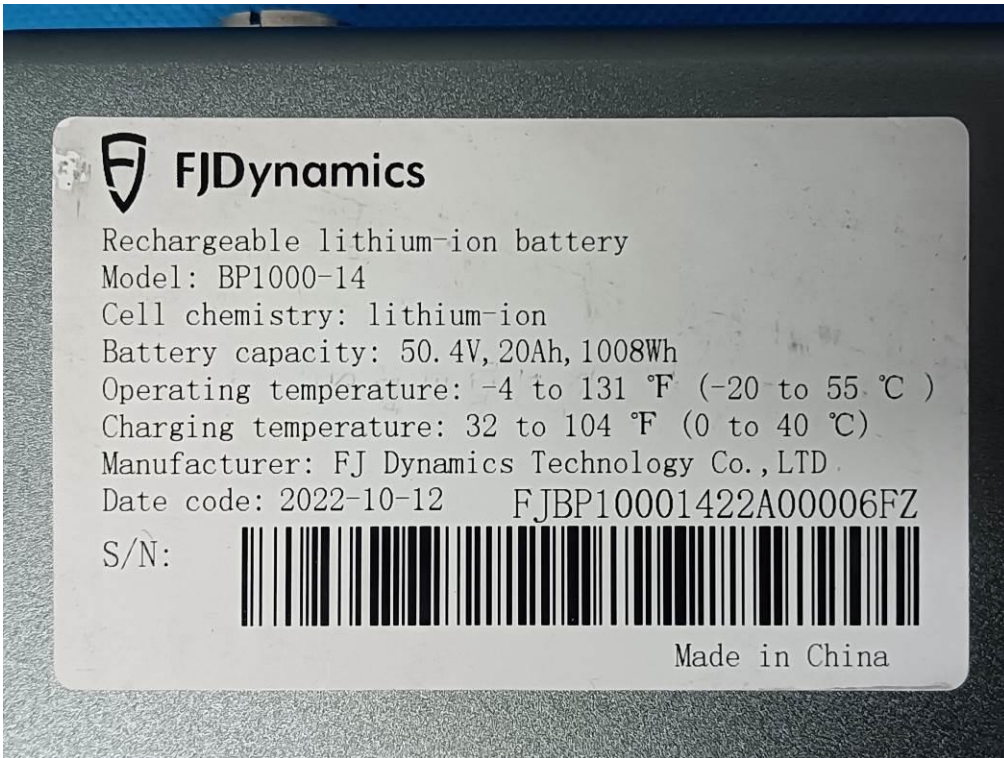 FJDynamics
Rechargeable lithium-ion battery
Model: BP1000-14
Cell chemistry: lithium-ion
Battery capacity: 50.4V, 20Ah, 1008Wh
Operating temperature: -4 to 131 ℉ (-20 to 55 ℃ )
Charging temperature: 32 to 104 ℉ (0 to 40 ℃)
Manufacturer: FJ Dynamics Technology Co., LTD
Date code: 2022-10-12 FJBP10001422A00006FZ
S/N:
Made in China